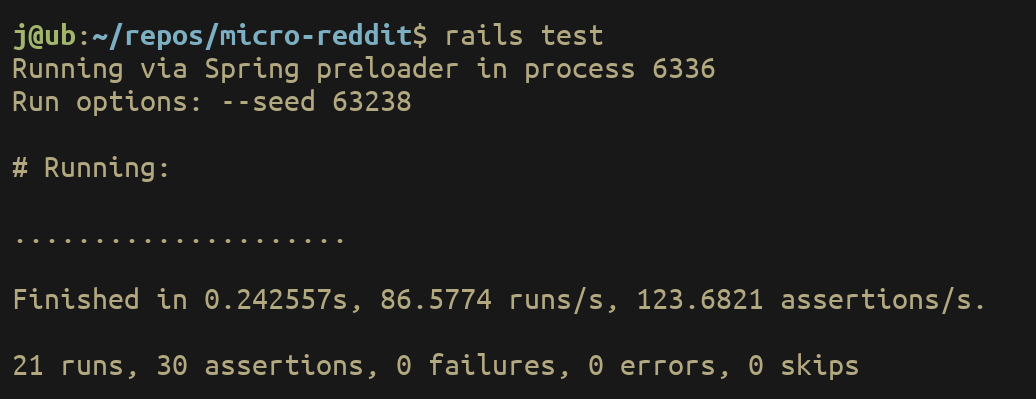 j@ub:~/repos/micro-reddit$ rails test
Running via Spring preloader in process 6336
Run options: --seed 63238
# Running:
.....................
Finished in 0.242557s, 86.5774 runs/s, 123.6821 assertions/s.
21 runs, 30 assertions, 0 failures, 0 errors, 0 skips